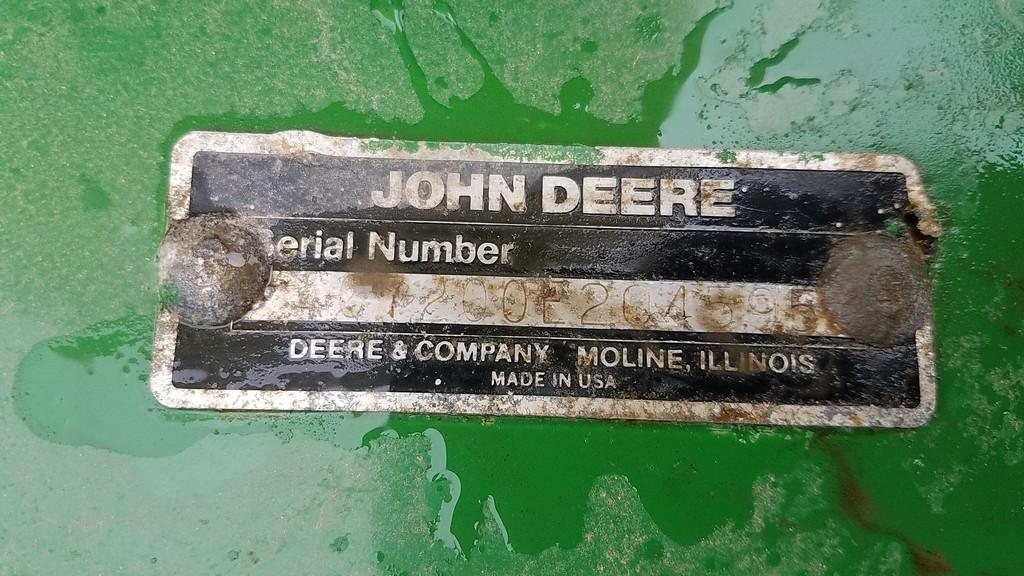 JOHN DEERE
erial Number
DEERE & COMPANY MOLINE, ILLINOIS
MADE IN USA